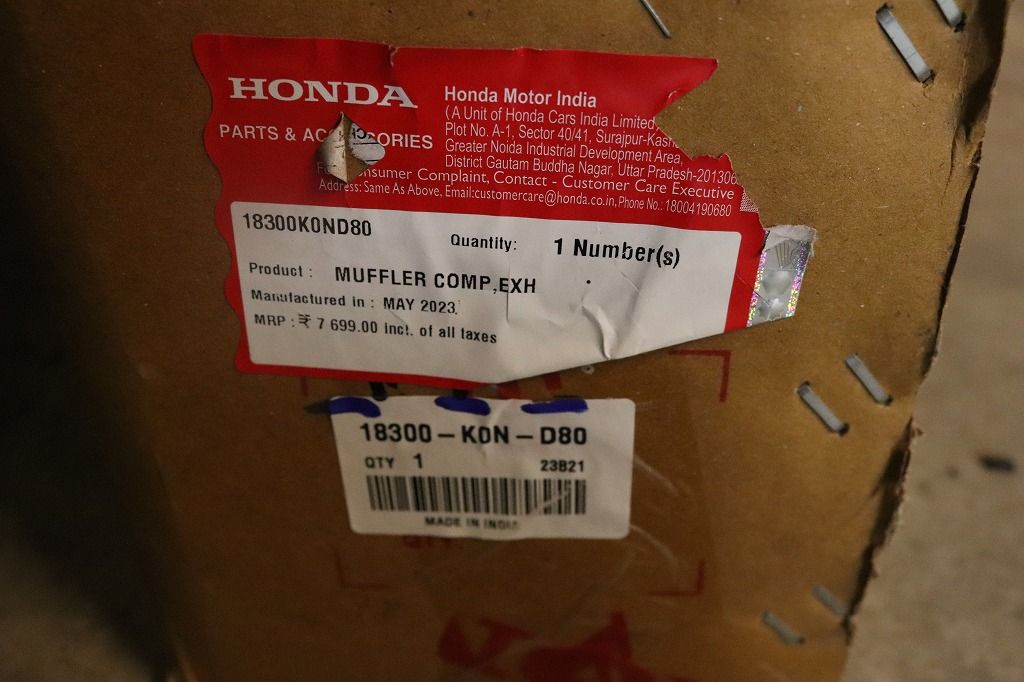 HONDA
PARTS & ACCESSORIES
Honda Motor India
(A Unit of Honda Cars India Limited,
Plot No. A-1, Sector 40/41, Surajpur-Kasn
Greater Noida Industrial Development Area,
District Gautam Buddha Nagar, Uttar Pradesh-201306
Consumer Complaint, Contact - Customer Care Executive
Address: Same As Above, Email:customercare@honda.co.in, Phone No.: 18004190680
18300K0ND80
Quantity: 1 Number(s)
Product : MUFFLER COMP,EXH
Manufactured in : MAY 2023
MRP : ₹ 7 699.00 incl. of all taxes
18300-K0N-D80
QTY 1 23B21
MADE IN INDIA